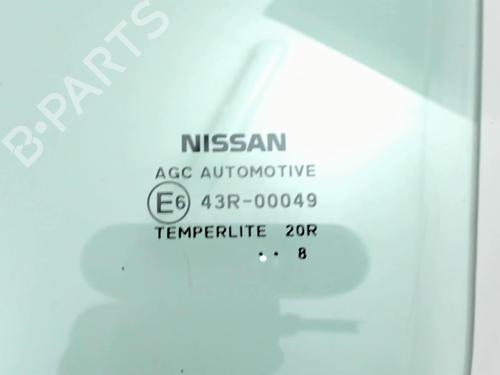 B-PARTS
NISSAN
AGC AUTOMOTIVE
E6 43R-00049
TEMPERLITE 20R
.. 8